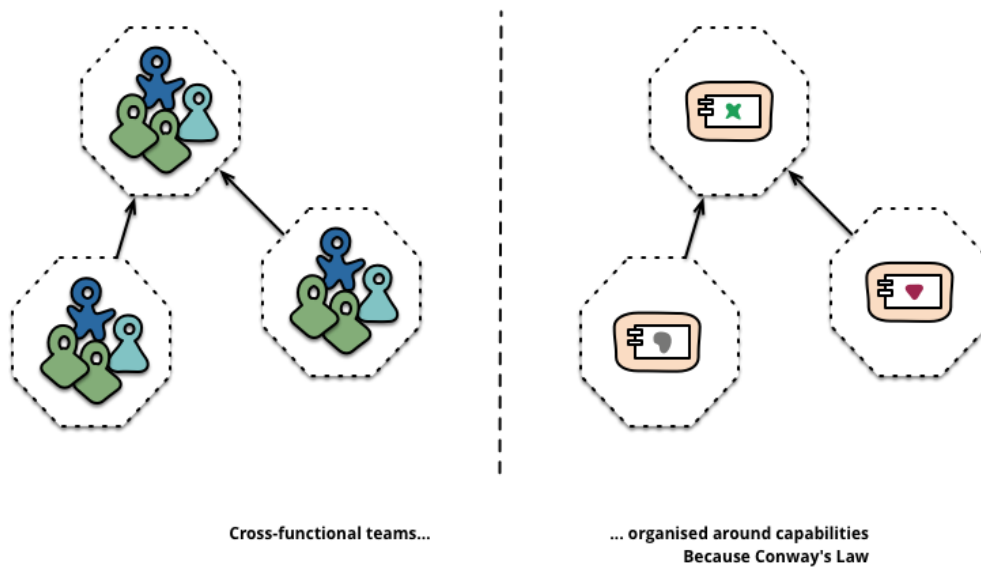 Cross-functional teams...
... organised around capabilities
Because Conway's Law